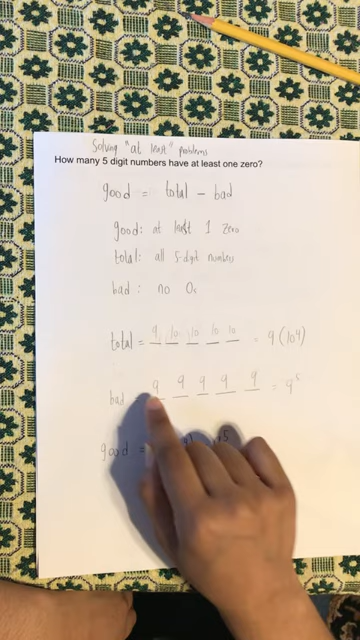 Solving "at least" problems
How many 5 digit numbers have at least one zero?
good = total - bad
good: at least 1 zero
total: all 5-digit numbers
bad: no 0s
total = 9 10 10 10 10 = 9(10⁴)
bad = 9 9 9 9 9 = 9⁵
good =